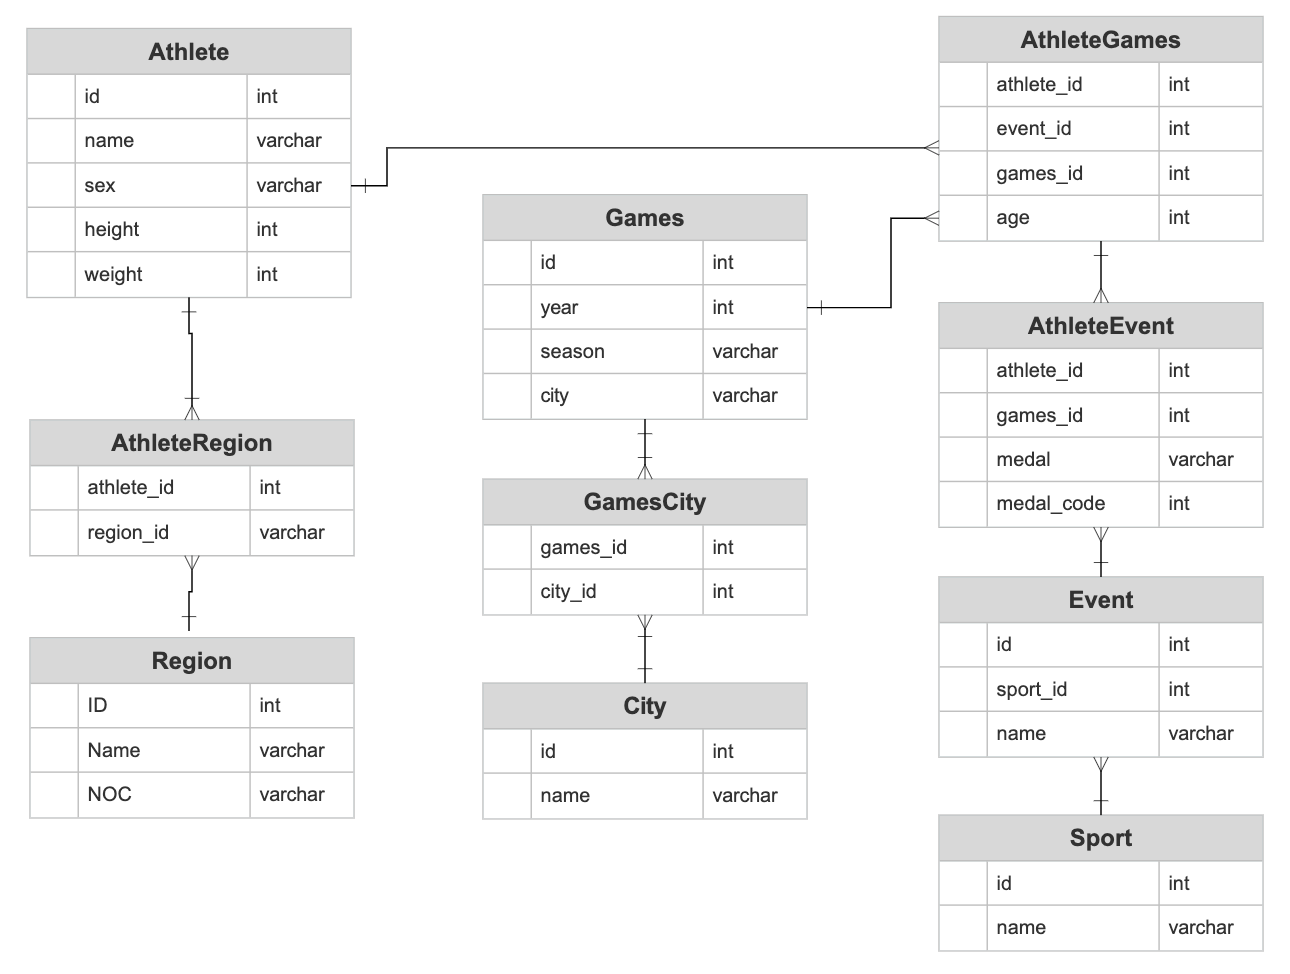 Athlete
id int
name varchar
sex varchar
height int
weight int
AthleteRegion
athlete_id int
region_id varchar
Region
ID int
Name varchar
NOC varchar
Games
id int
year int
season varchar
city varchar
GamesCity
games_id int
city_id int
City
id int
name varchar
AthleteGames
athlete_id int
event_id int
games_id int
age int
AthleteEvent
athlete_id int
games_id int
medal varchar
medal_code int
Event
id int
sport_id int
name varchar
Sport
id int
name varchar